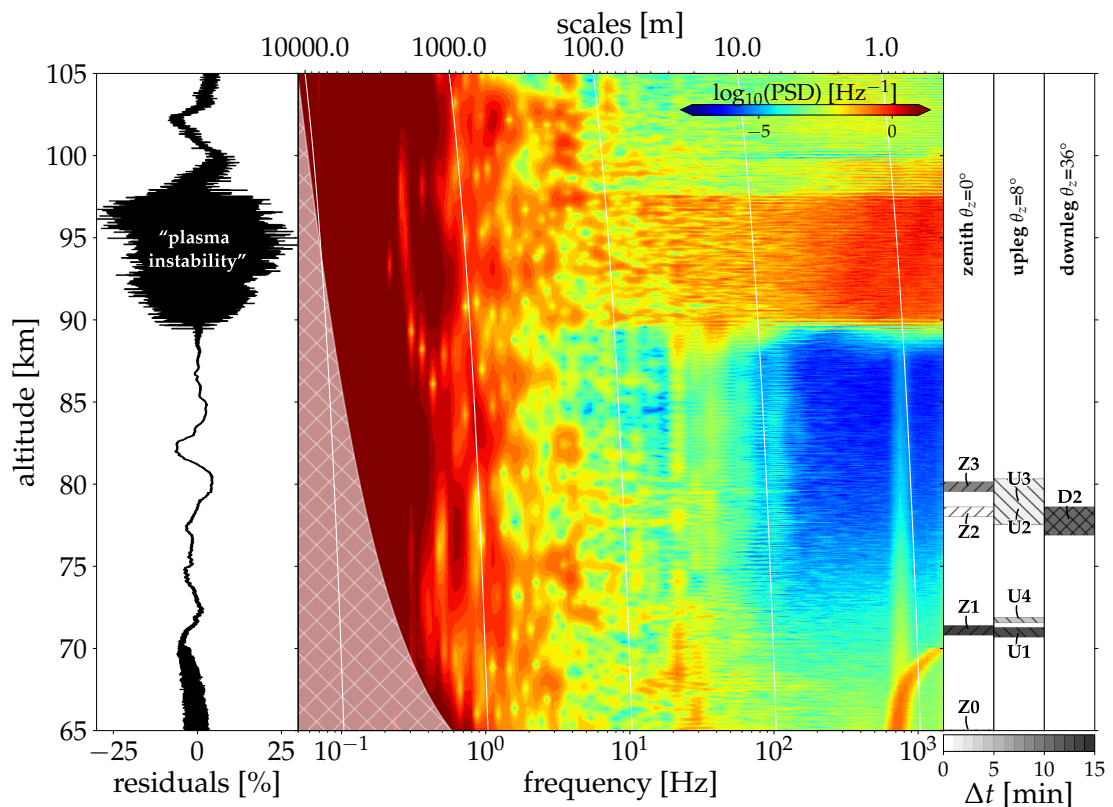 scales [m]
10000.0 1000.0 100.0 10.0 1.0
105
100
95
90
85
80
75
70
65
altitude [km]
"plasma
instability"
log₁₀(PSD) [Hz⁻¹]
−5 0
zenith θ_z=0°
upleg θ_z=8°
downleg θ_z=36°
Z3
U3
D2
Z2
U2
Z1
U4
U1
Z0
−25 0 25
residuals [%]
10⁻¹ 10⁰ 10¹ 10² 10³
frequency [Hz]
0 5 10 15
Δt [min]